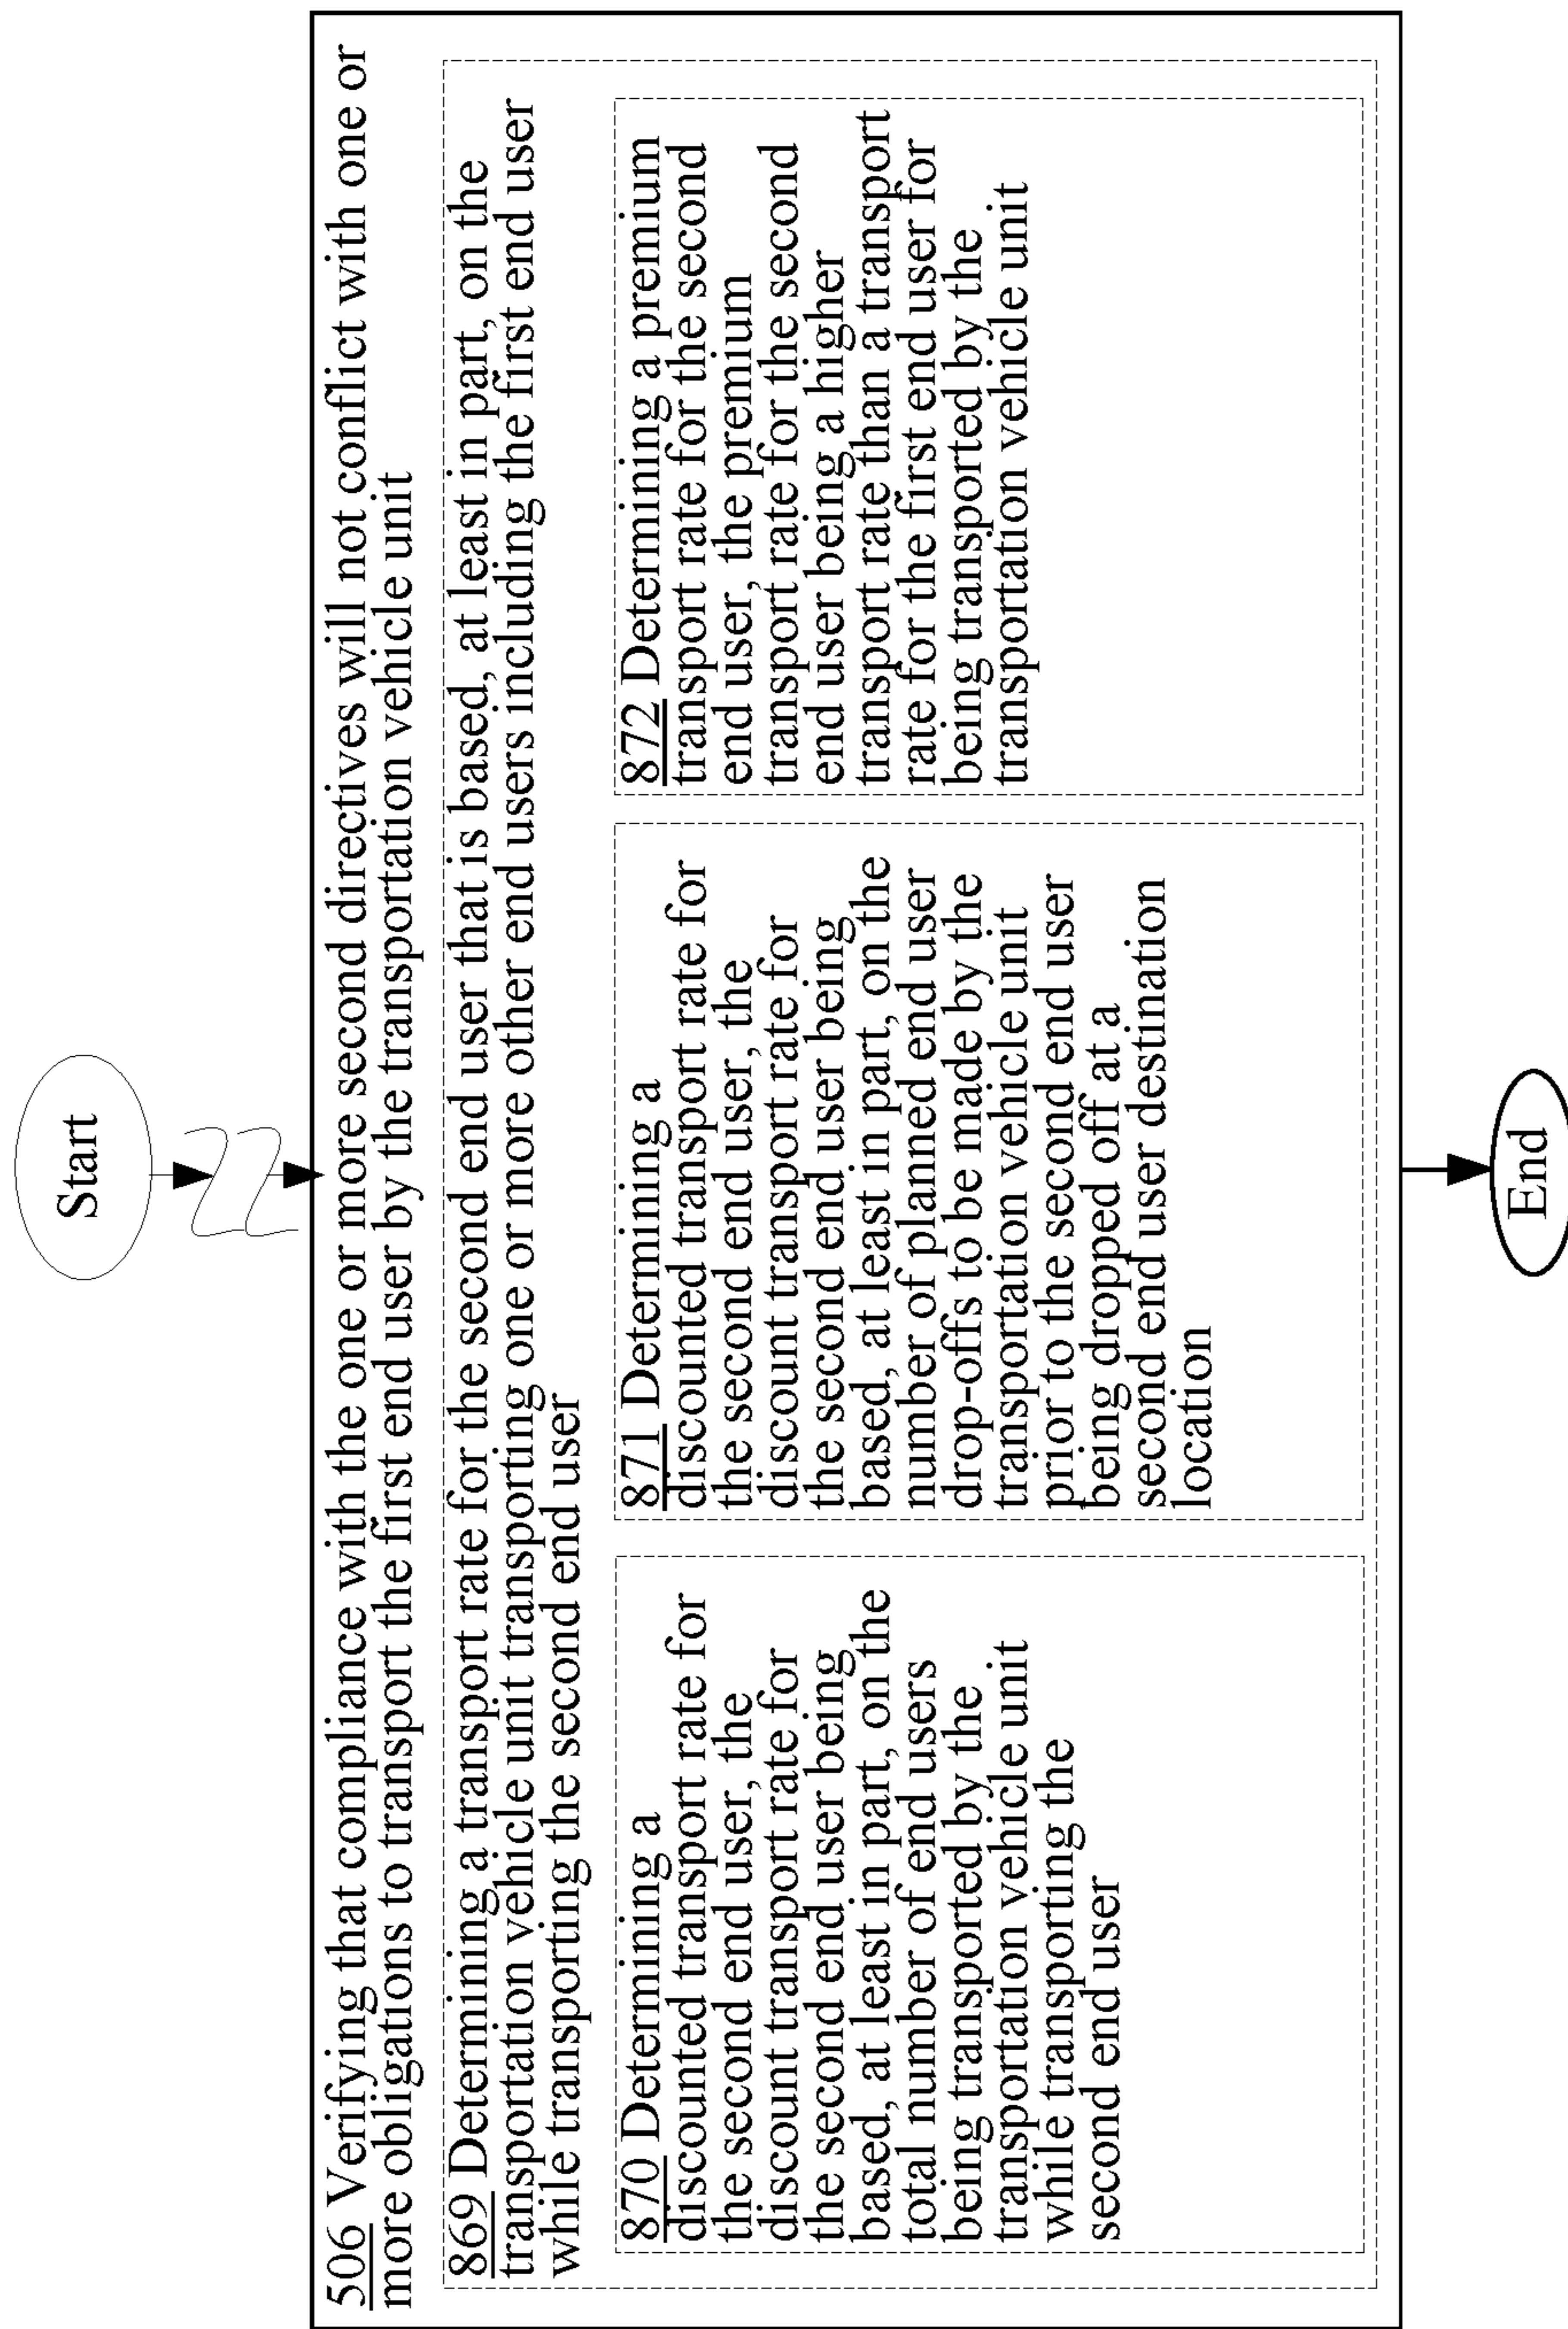 Start
506 Verifying that compliance with the one or more second directives will not conflict with one or
more obligations to transport the first end user by the transportation vehicle unit
869 Determining a transport rate for the second end user that is based, at least in part, on the
transportation vehicle unit transporting one or more other end users including the first end user
while transporting the second end user
870 Determining a
discounted transport rate for
the second end user, the
discount transport rate for
the second end user being
based, at least in part, on the
total number of end users
being transported by the
transportation vehicle unit
while transporting the
second end user
871 Determining a
discounted transport rate for
the second end user, the
discount transport rate for
the second end user being
based, at least in part, on the
number of planned end user
drop-offs to be made by the
transportation vehicle unit
prior to the second end user
being dropped off at a
second end user destination
location
872 Determining a premium
transport rate for the second
end user, the premium
transport rate for the second
end user being a higher
transport rate than a transport
rate for the first end user for
being transported by the
transportation vehicle unit
End